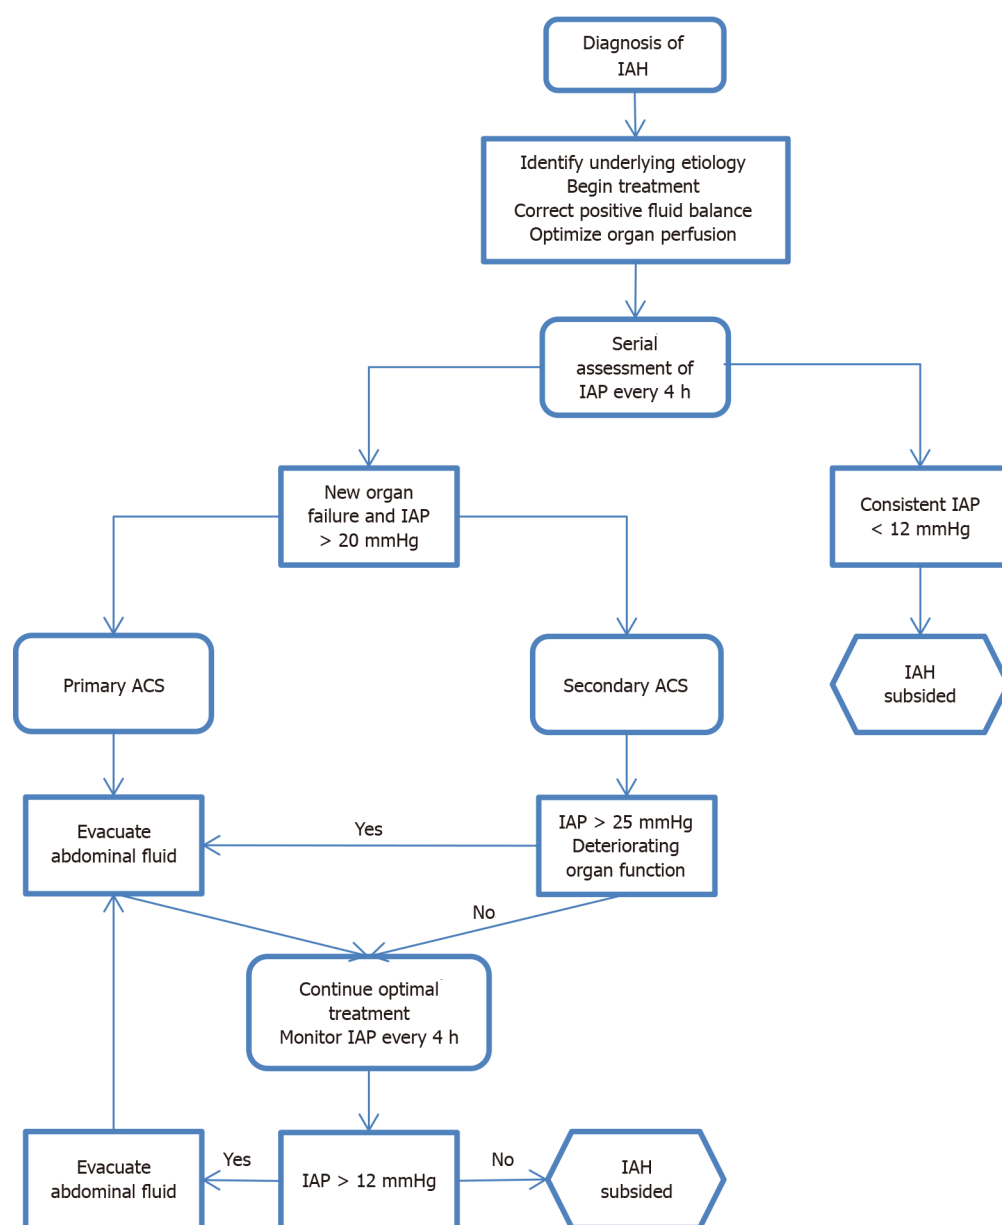 Diagnosis of
IAH
Identify underlying etiology
Begin treatment
Correct positive fluid balance
Optimize organ perfusion
Serial
assessment of
IAP every 4 h
New organ
failure and IAP
> 20 mmHg
Consistent IAP
< 12 mmHg
Primary ACS
Secondary ACS
IAH
subsided
Evacuate
abdominal fluid
Yes
IAP > 25 mmHg
Deteriorating
organ function
No
Continue optimal
treatment
Monitor IAP every 4 h
Evacuate
abdominal fluid
Yes
IAP > 12 mmHg
No
IAH
subsided